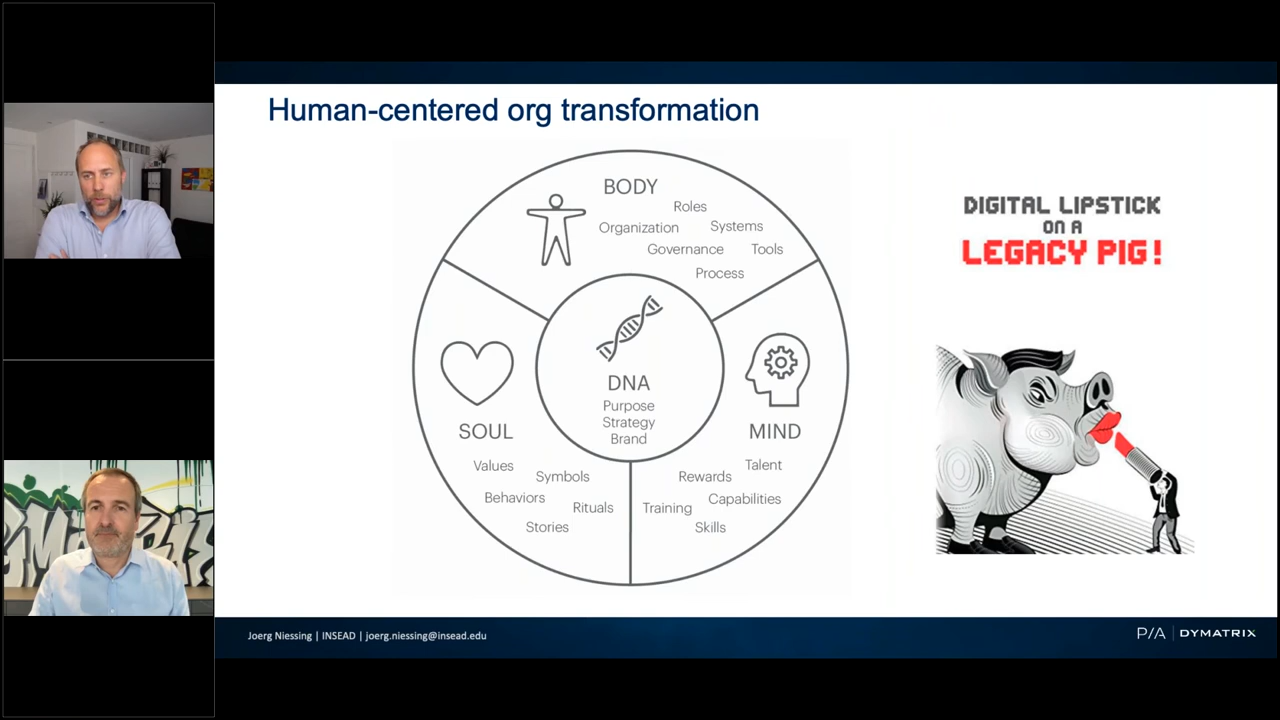 Human-centered org transformation
BODY
Roles
Organization
Systems
Governance
Tools
Process
DNA
Purpose
Strategy
Brand
SOUL
Values
Symbols
Behaviors
Rituals
Stories
MIND
Talent
Rewards
Capabilities
Training
Skills
DIGITAL LIPSTICK
ON A
LEGACY PIG!
Joerg Niessing | INSEAD | joerg.niessing@insead.edu
P/A | DYMATRIX